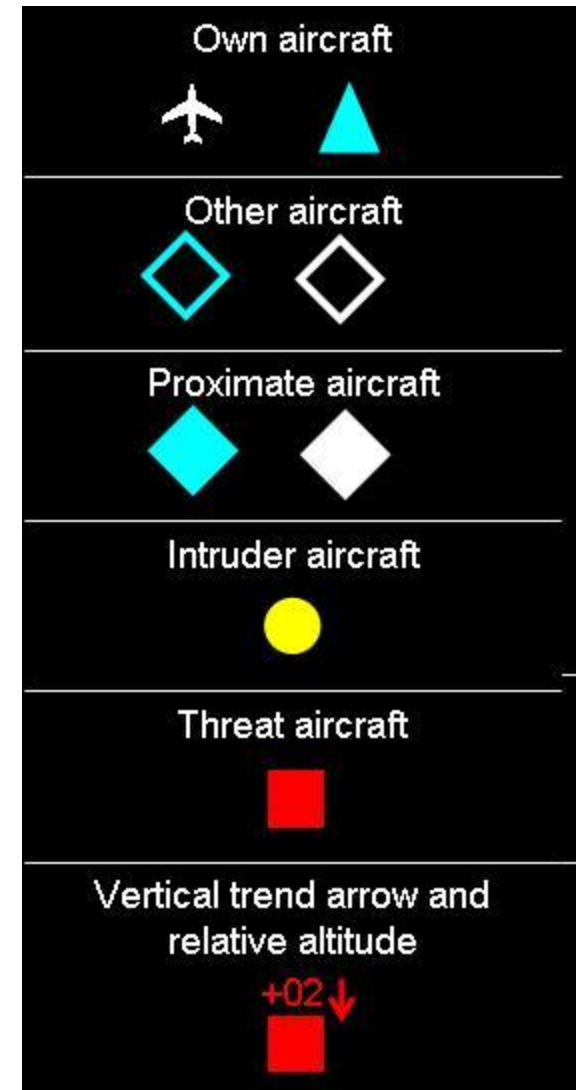 Own aircraft
Other aircraft
Proximate aircraft
Intruder aircraft
Threat aircraft
Vertical trend arrow and
relative altitude
+02